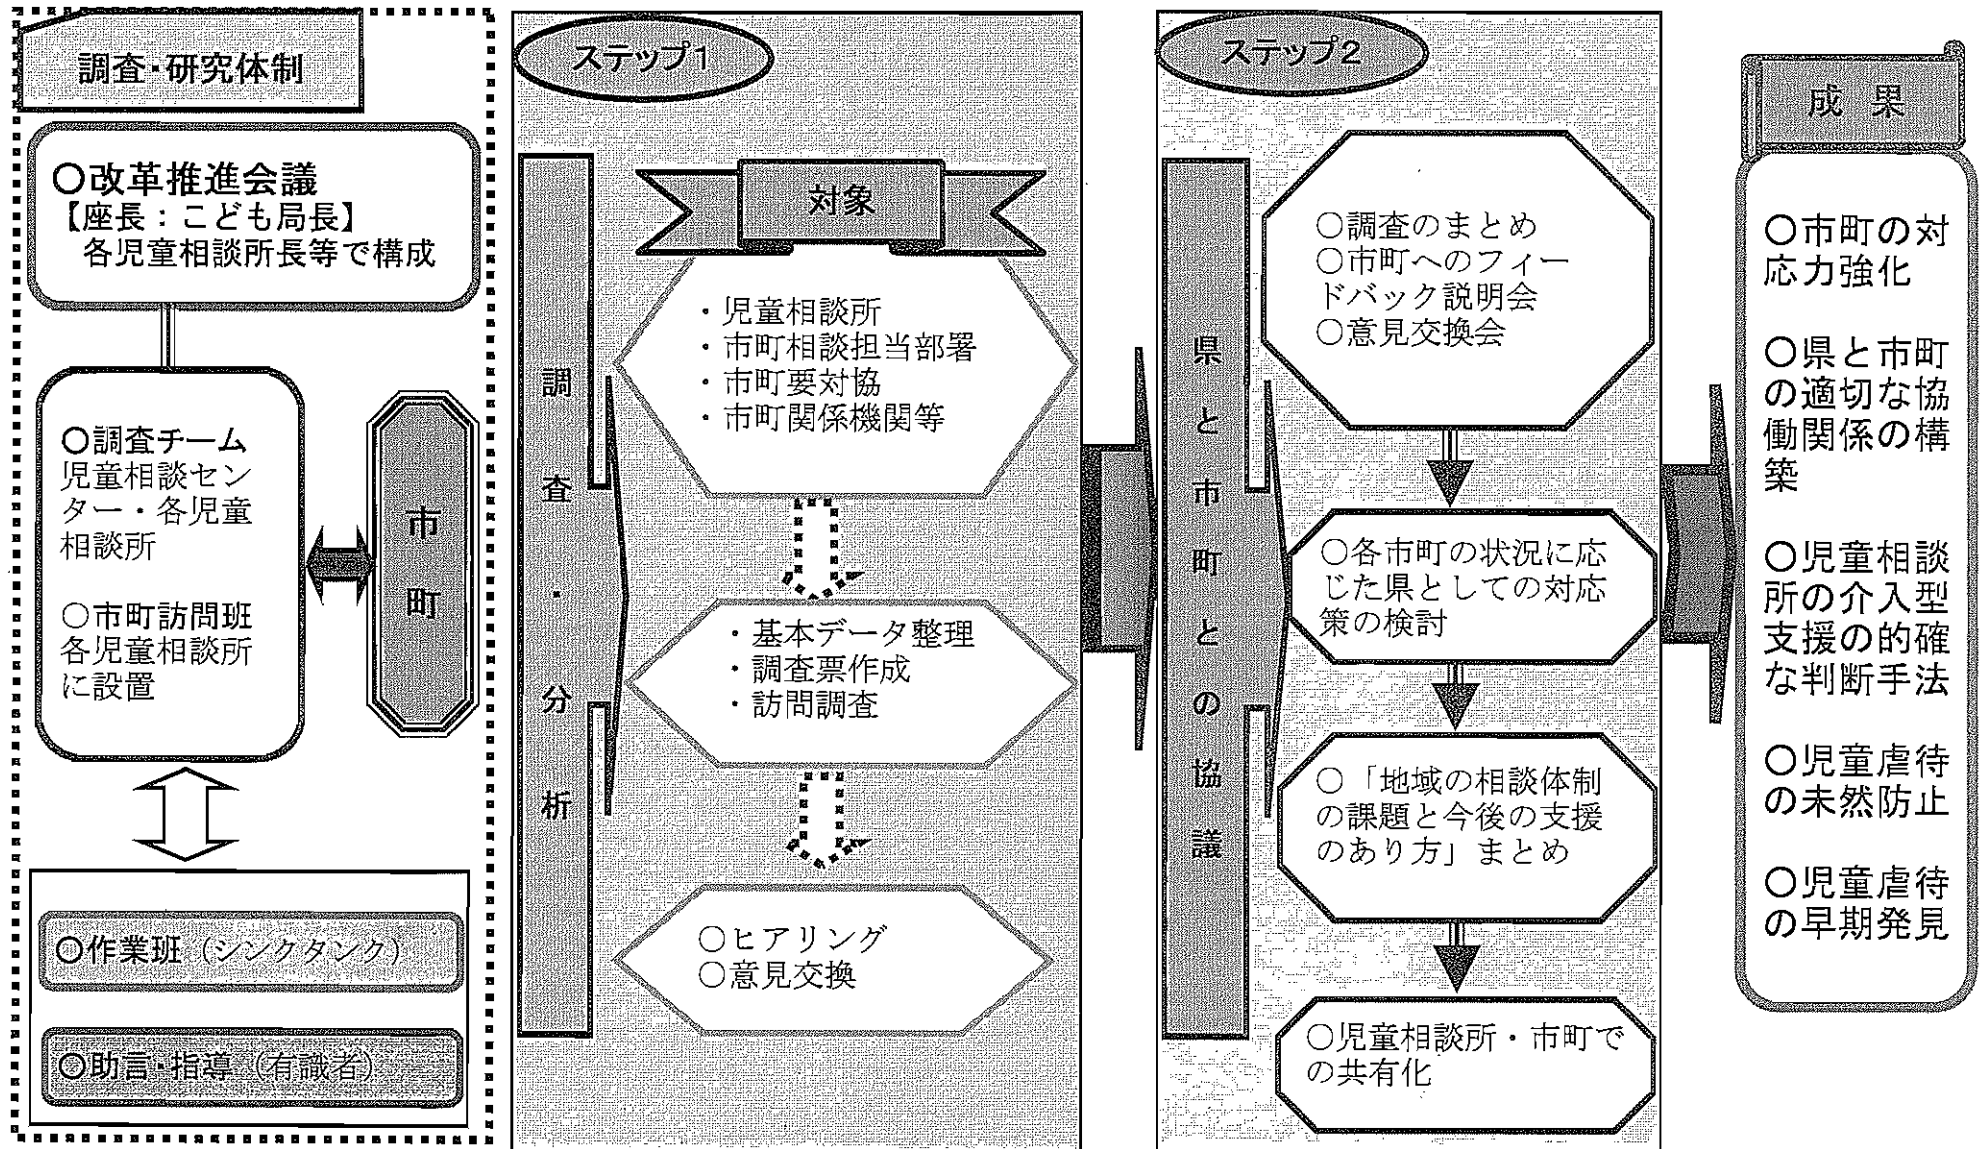 調査・研究体制
○改革推進会議
【座長：こども局長】
各児童相談所長等で構成
○調査チーム
児童相談セン
ター・各児童
相談所
○市町訪問班
各児童相談所
に設置
市町
○作業班（シンクタンク）
○助言・指導（有識者）
ステップ1
調査・分析
対象
・児童相談所
・市町相談担当部署
・市町要対協
・市町関係機関等
・基本データ整理
・調査票作成
・訪問調査
○ヒアリング
○意見交換
ステップ2
県と市町との協議
○調査のまとめ
○市町へのフィー
ドバック説明会
○意見交換会
○各市町の状況に応
じた県としての対応
策の検討
○「地域の相談体制
の課題と今後の支援
のあり方」まとめ
○児童相談所・市町で
の共有化
成果
○市町の対
応力強化
○県と市町
の適切な協
働関係の構
築
○児童相談
所の介入型
支援の的確
な判断手法
○児童虐待
の未然防止
○児童虐待
の早期発見